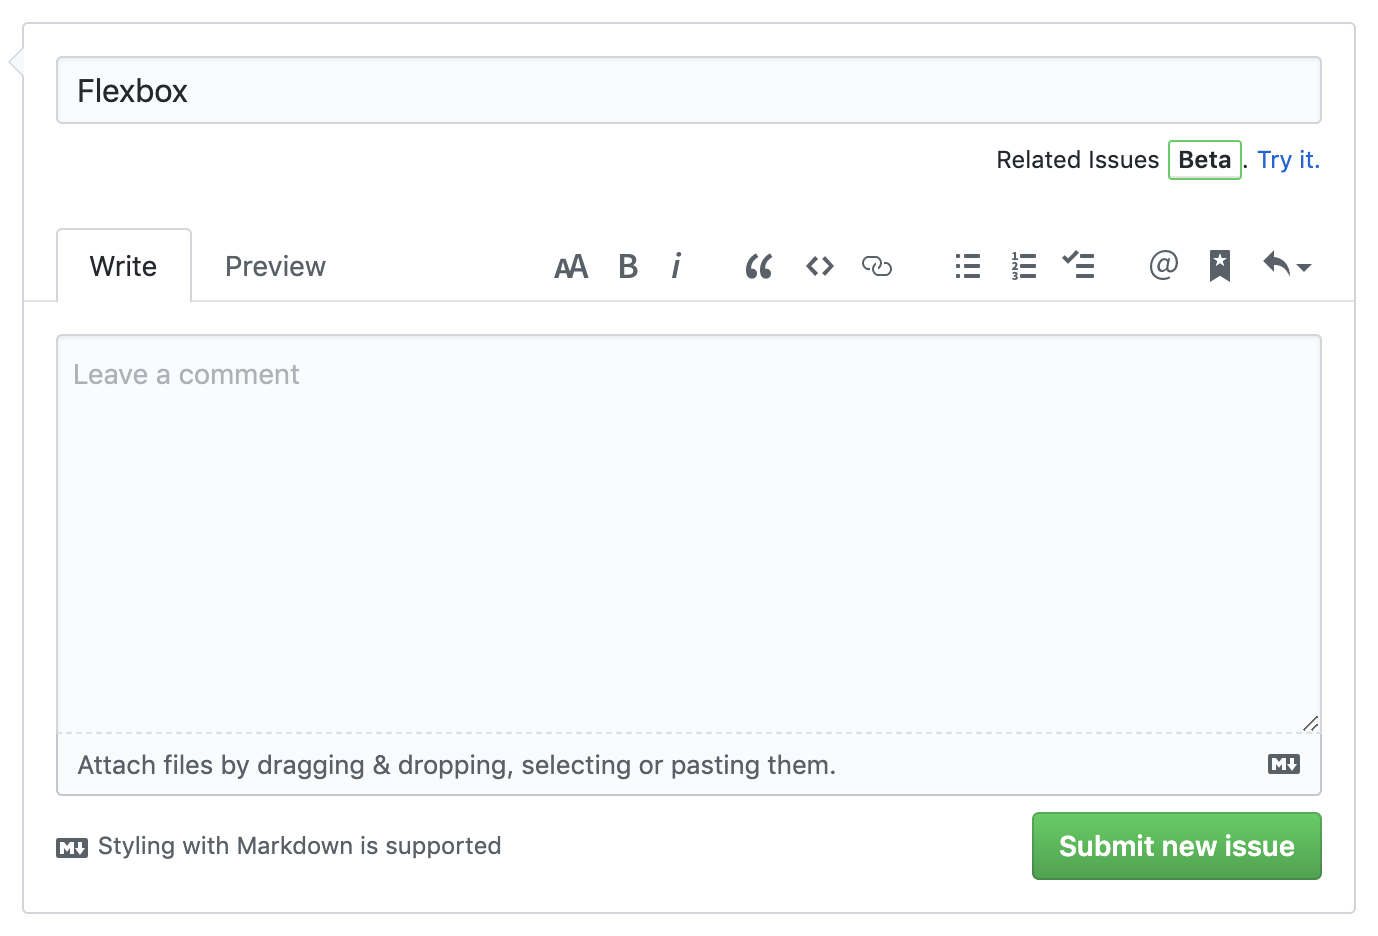 Flexbox
Related Issues Beta. Try it.
Write Preview AA B i @
Leave a comment
Attach files by dragging & dropping, selecting or pasting them. M
M Styling with Markdown is supported
Submit new issue